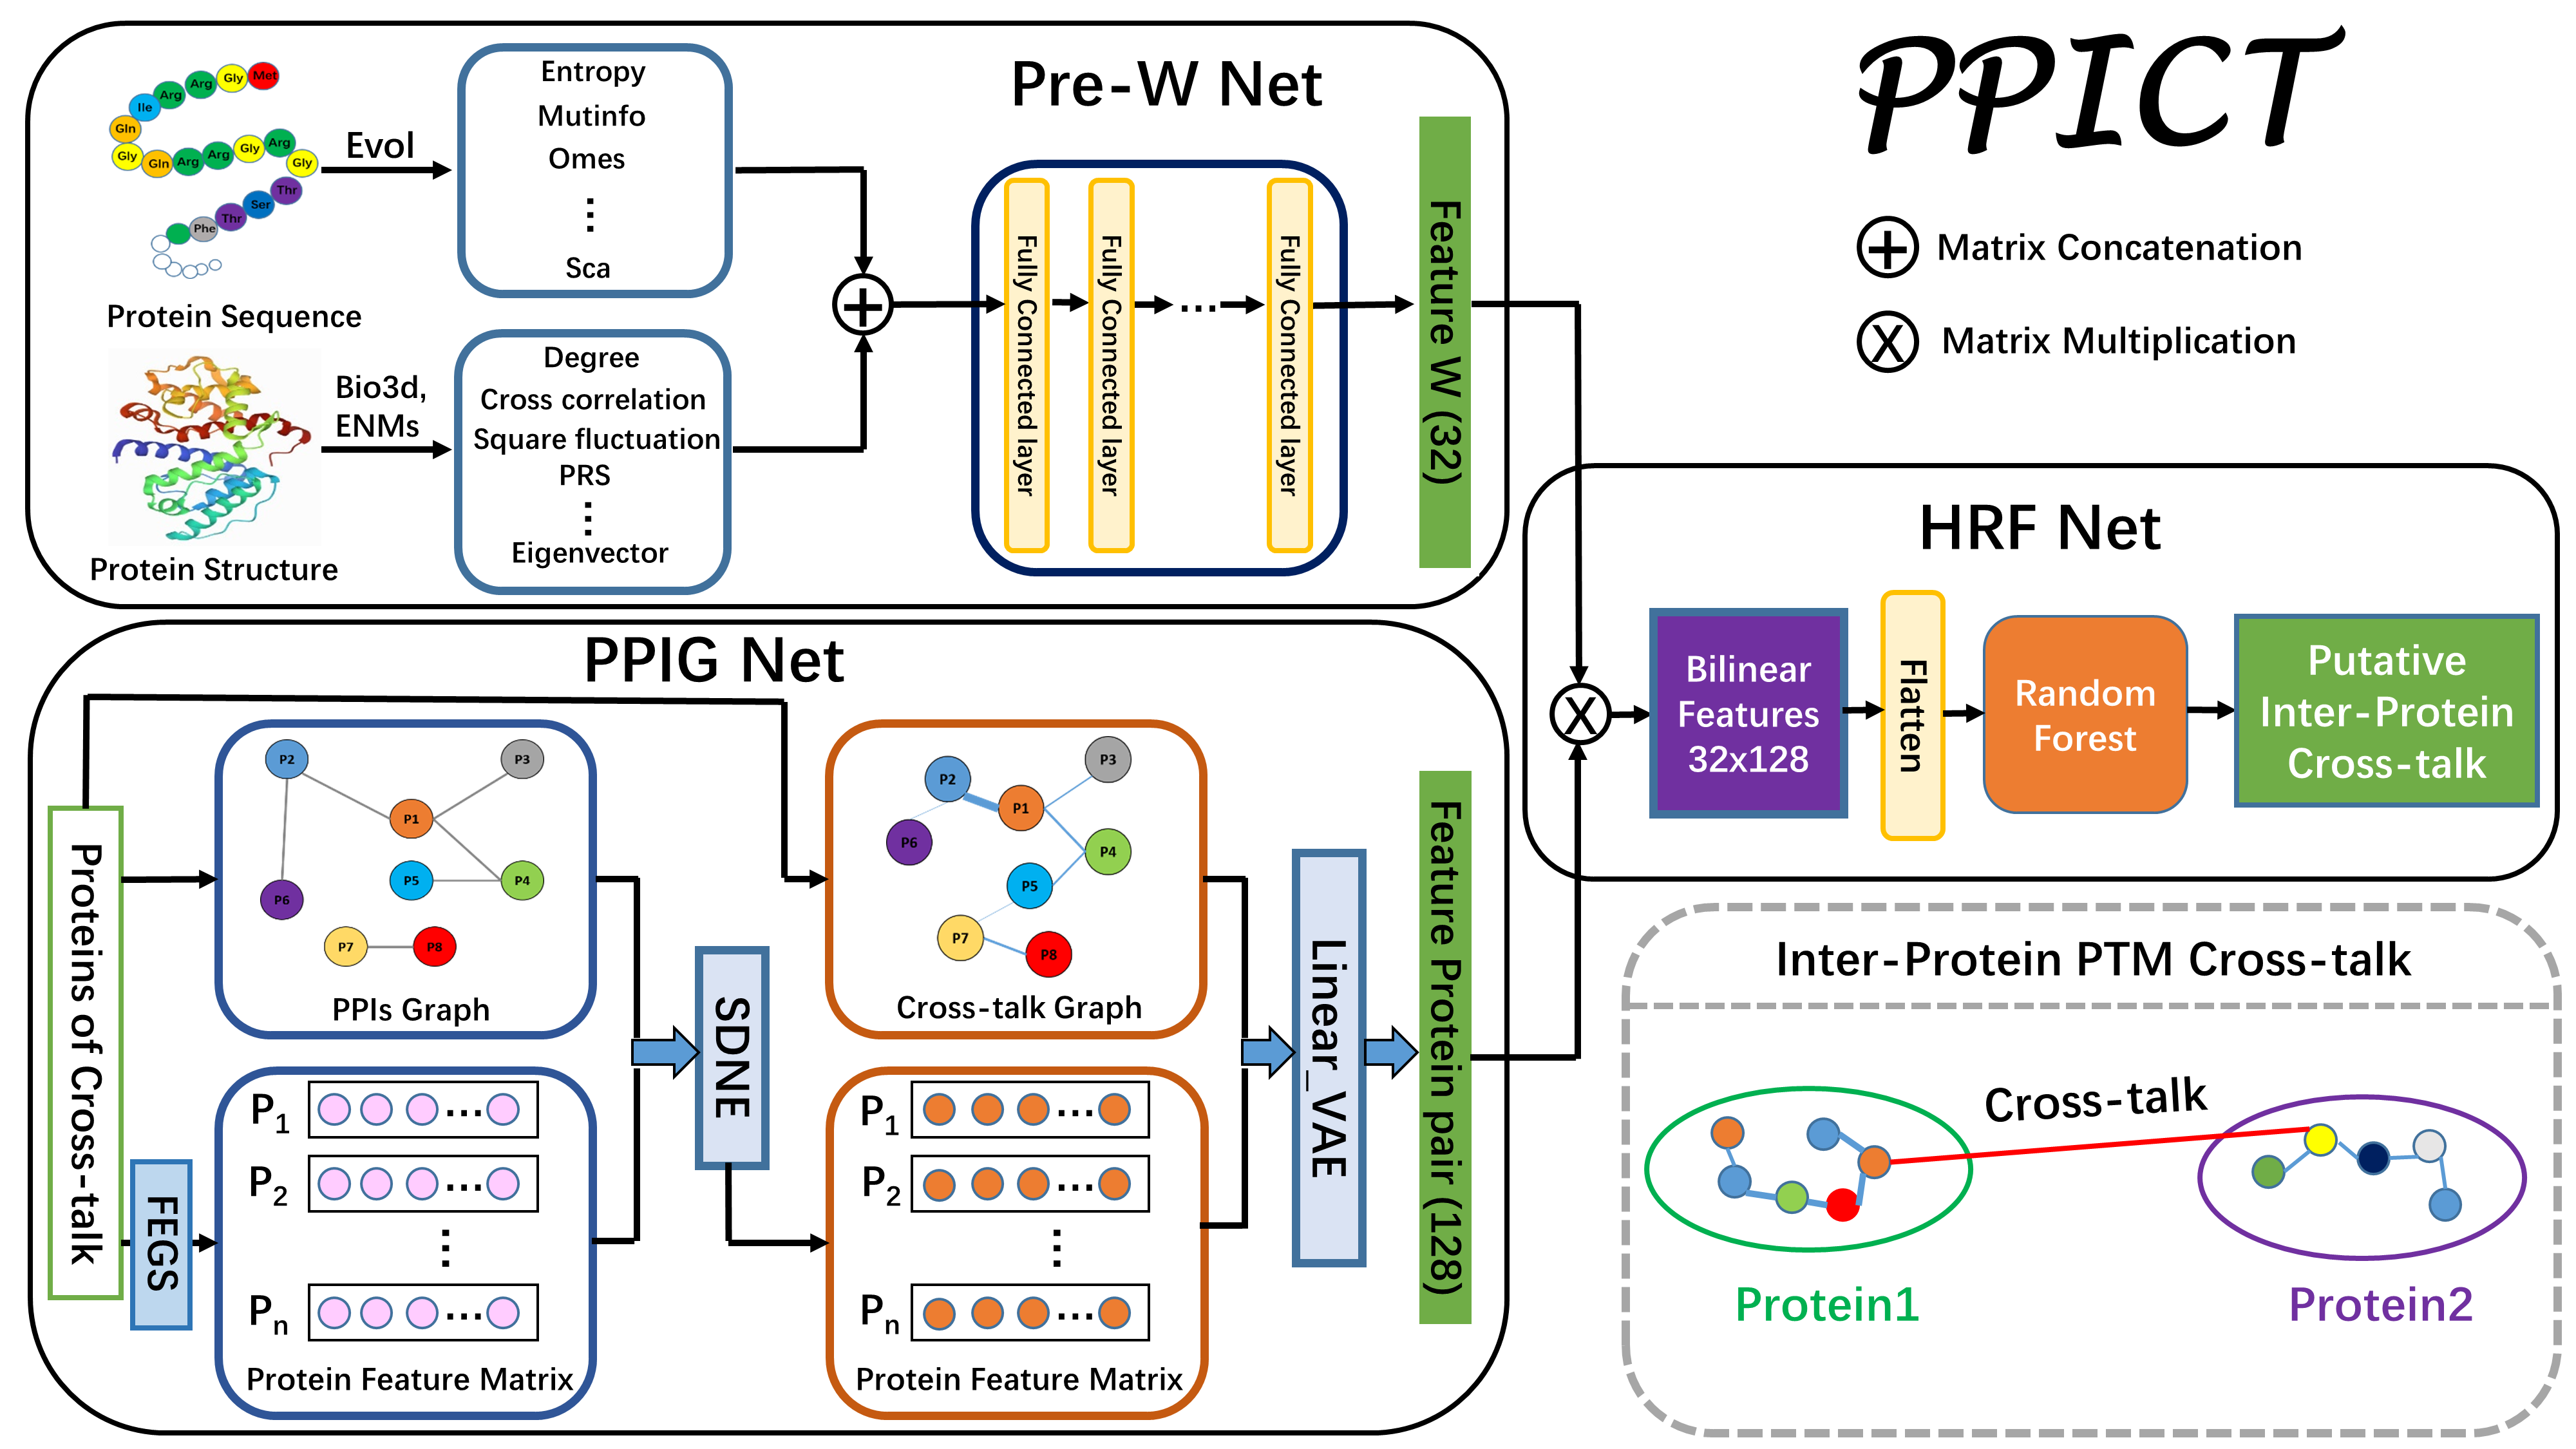 PPICT
Matrix Concatenation
Matrix Multiplication
Pre-W Net
Met
Gly
Arg
Arg
Ile
Gln
Gly
Gln
Arg
Arg
Gly
Arg
Gly
Thr
Ser
Thr
Phe
Protein Sequence
Evol
Entropy
Mutinfo
Omes
⋮
Sca
Protein Structure
Bio3d,
ENMs
Degree
Cross correlation
Square fluctuation
PRS
⋮
Eigenvector
+
Fully Connected layer
Fully Connected layer
...
Fully Connected layer
Feature W (32)
PPIG Net
Proteins of Cross-talk
FEGS
P2
P3
P1
P5
P4
P6
P7
P8
PPIs Graph
P1
...
P2
...
⋮
Pn
...
Protein Feature Matrix
SDNE
P3
P2
P1
P6
P4
P5
P7
P8
Cross-talk Graph
P1
...
P2
...
⋮
Pn
...
Protein Feature Matrix
Linear_VAE
Feature Protein pair (128)
HRF Net
X
Bilinear
Features
32x128
Flatten
Random
Forest
Putative
Inter-Protein
Cross-talk
Inter-Protein PTM Cross-talk
Cross-talk
Protein1
Protein2